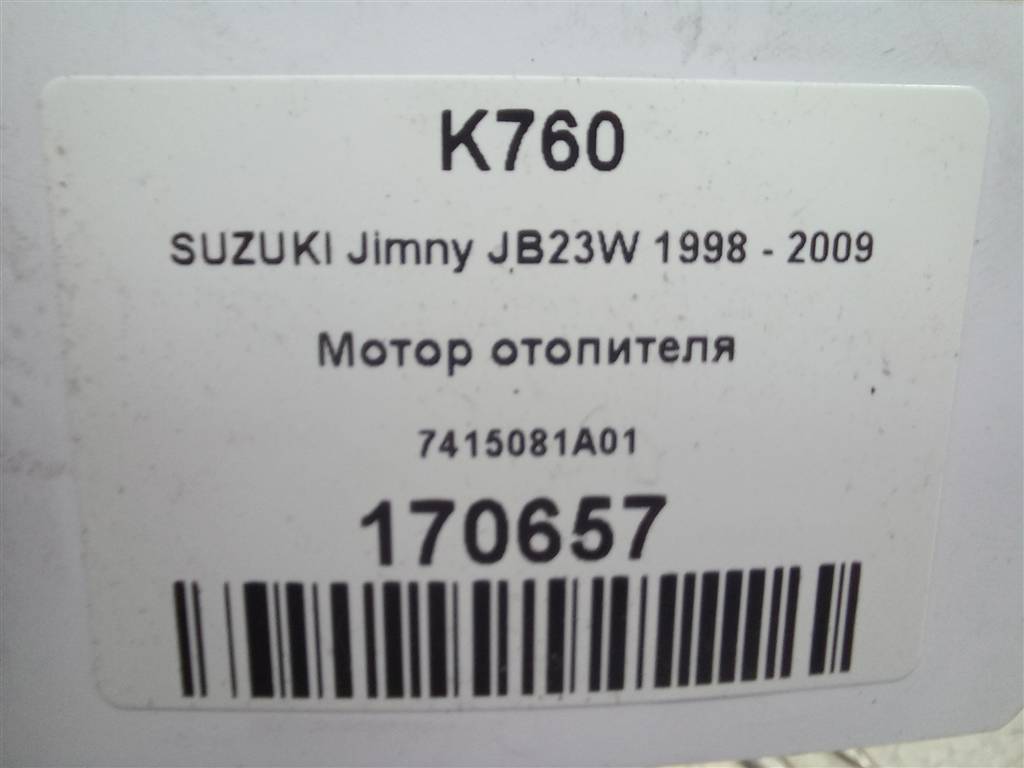 K760
SUZUKI Jimny JB23W 1998 - 2009
Мотор отопителя
7415081A01
170657